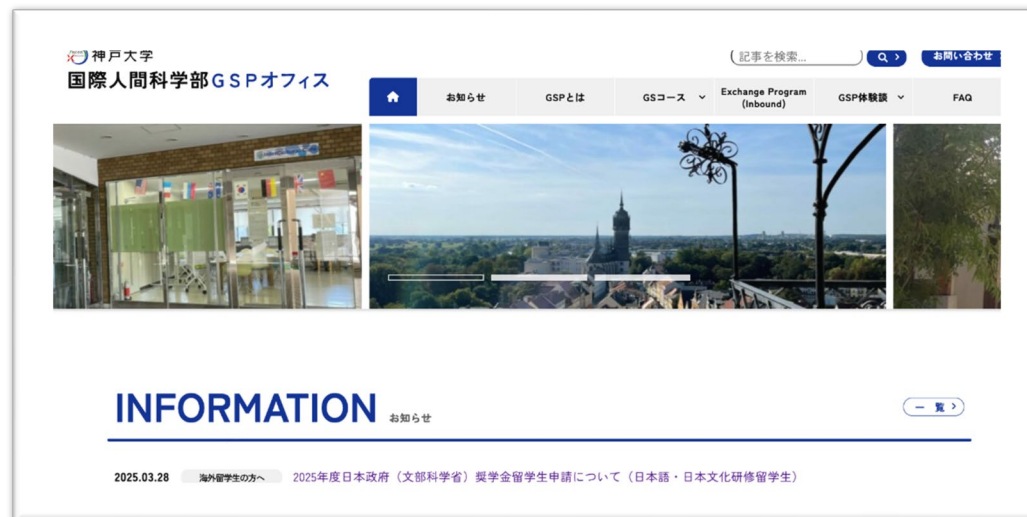 神戸大学
国際人間科学部GSPオフィス
記事を検索...
お問い合わせ
お知らせ
GSPとは
GSコース
Exchange Program
(Inbound)
GSP体験談
FAQ
INFORMATION お知らせ
一 覧
2025.03.28 海外留学生の方へ 2025年度日本政府（文部科学省）奨学金留学生申請について（日本語・日本文化研修留学生）